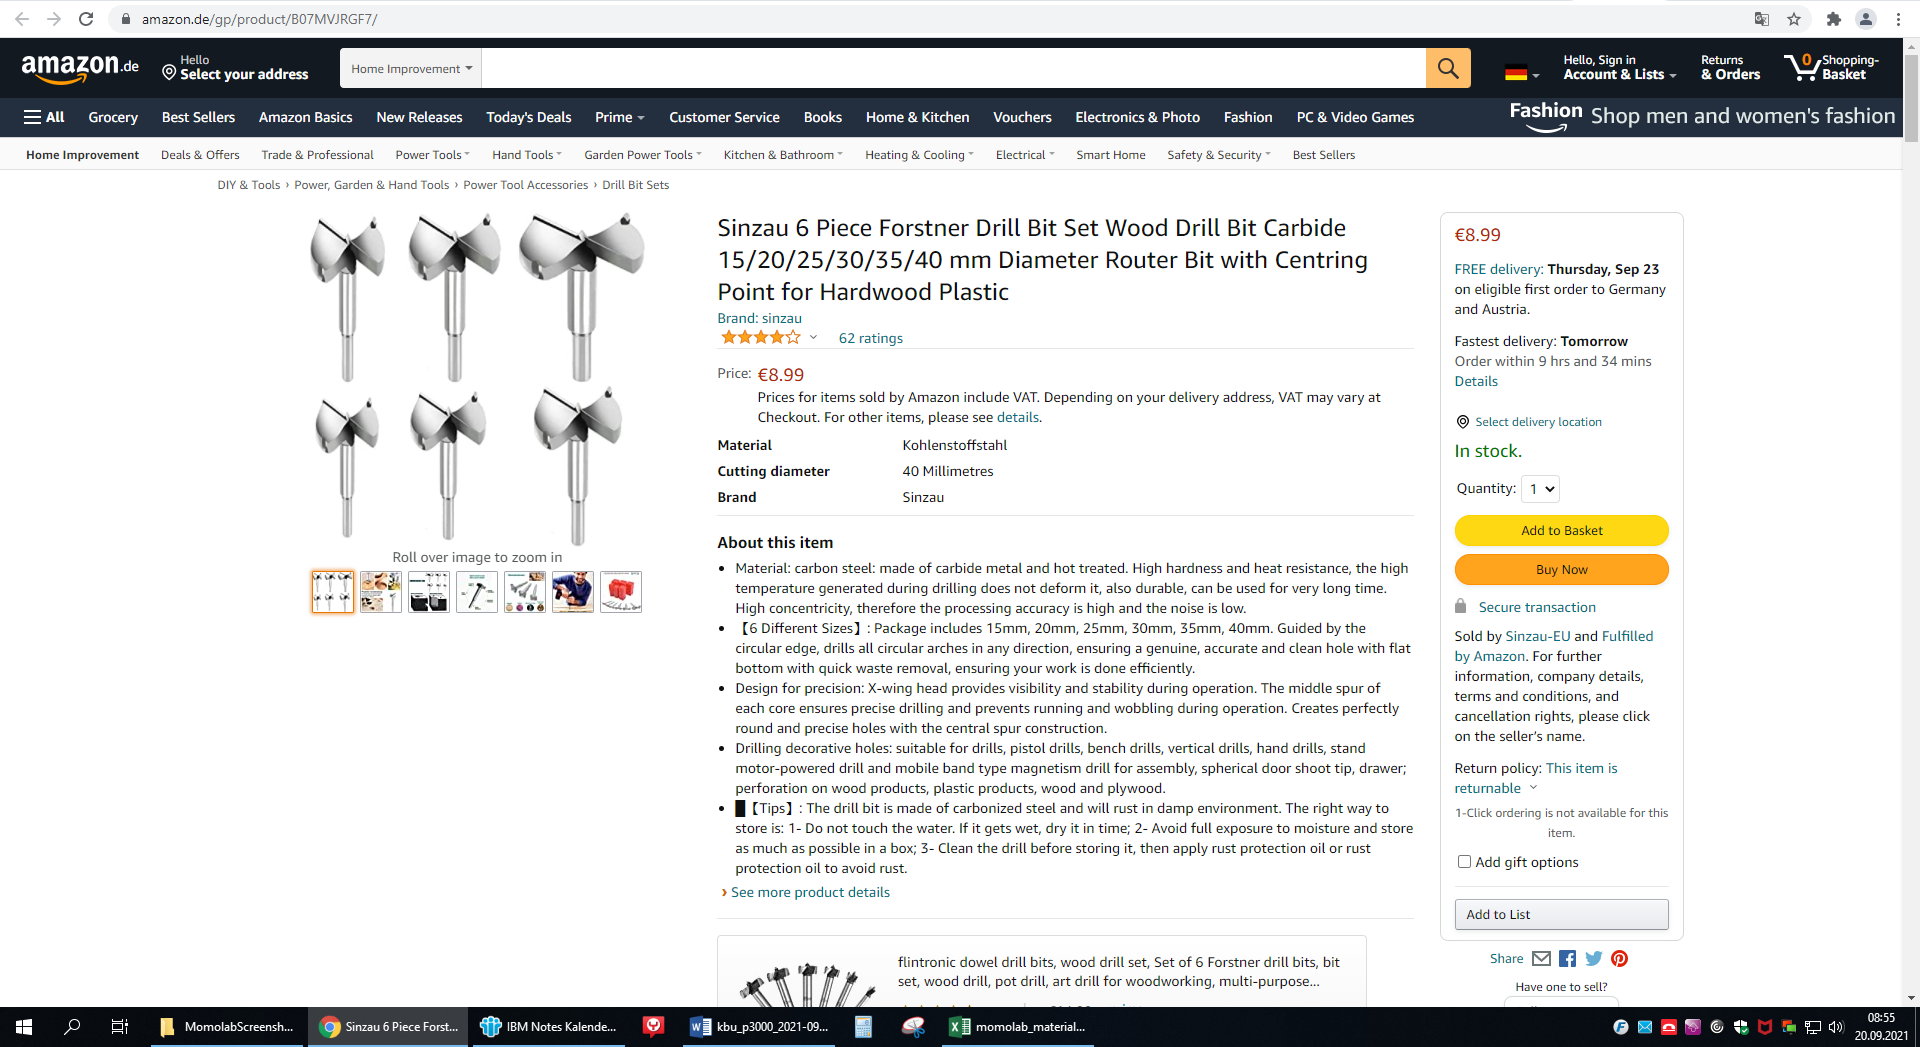 amazon.de/gp/product/B07MVJRGF7/
amazon.de
Hello
Select your address
Home Improvement
Hello, Sign in
Account & Lists
Returns
& Orders
0
Shopping-
Basket
All
Grocery
Best Sellers
Amazon Basics
New Releases
Today's Deals
Prime
Customer Service
Books
Home & Kitchen
Vouchers
Electronics & Photo
Fashion
PC & Video Games
Fashion Shop men and women's fashion
Home Improvement
Deals & Offers
Trade & Professional
Power Tools
Hand Tools
Garden Power Tools
Kitchen & Bathroom
Heating & Cooling
Electrical
Smart Home
Safety & Security
Best Sellers
DIY & Tools › Power, Garden & Hand Tools › Power Tool Accessories › Drill Bit Sets
Roll over image to zoom in
Sinzau 6 Piece Forstner Drill Bit Set Wood Drill Bit Carbide
15/20/25/30/35/40 mm Diameter Router Bit with Centring
Point for Hardwood Plastic
Brand: sinzau
62 ratings
Price: €8.99
Prices for items sold by Amazon include VAT. Depending on your delivery address, VAT may vary at
Checkout. For other items, please see details.
Material Kohlenstoffstahl
Cutting diameter 40 Millimetres
Brand Sinzau
About this item
• Material: carbon steel: made of carbide metal and hot treated. High hardness and heat resistance, the high
temperature generated during drilling does not deform it, also durable, can be used for very long time.
High concentricity, therefore the processing accuracy is high and the noise is low.
• 【6 Different Sizes】: Package includes 15mm, 20mm, 25mm, 30mm, 35mm, 40mm. Guided by the
circular edge, drills all circular arches in any direction, ensuring a genuine, accurate and clean hole with flat
bottom with quick waste removal, ensuring your work is done efficiently.
• Design for precision: X-wing head provides visibility and stability during operation. The middle spur of
each core ensures precise drilling and prevents running and wobbling during operation. Creates perfectly
round and precise holes with the central spur construction.
• Drilling decorative holes: suitable for drills, pistol drills, bench drills, vertical drills, hand drills, stand
motor-powered drill and mobile band type magnetism drill for assembly, spherical door shoot tip, drawer;
perforation on wood products, plastic products, wood and plywood.
• █【Tips】: The drill bit is made of carbonized steel and will rust in damp environment. The right way to
store is: 1- Do not touch the water. If it gets wet, dry it in time; 2- Avoid full exposure to moisture and store
as much as possible in a box; 3- Clean the drill before storing it, then apply rust protection oil or rust
protection oil to avoid rust.
› See more product details
flintronic dowel drill bits, wood drill set, Set of 6 Forstner drill bits, bit
set, wood drill, pot drill, art drill for woodworking, multi-purpose...
€8.99
FREE delivery: Thursday, Sep 23
on eligible first order to Germany
and Austria.
Fastest delivery: Tomorrow
Order within 9 hrs and 34 mins
Details
Select delivery location
In stock.
Quantity: 1
Add to Basket
Buy Now
Secure transaction
Sold by Sinzau-EU and Fulfilled
by Amazon. For further
information, company details,
terms and conditions, and
cancellation rights, please click
on the seller's name.
Return policy: This item is
returnable
1-Click ordering is not available for this
item.
Add gift options
Add to List
Share
Have one to sell?
MomolabScreensh...
Sinzau 6 Piece Forst...
IBM Notes Kalende...
kbu_p3000_2021-09...
momolab_material...
08:55
20.09.2021